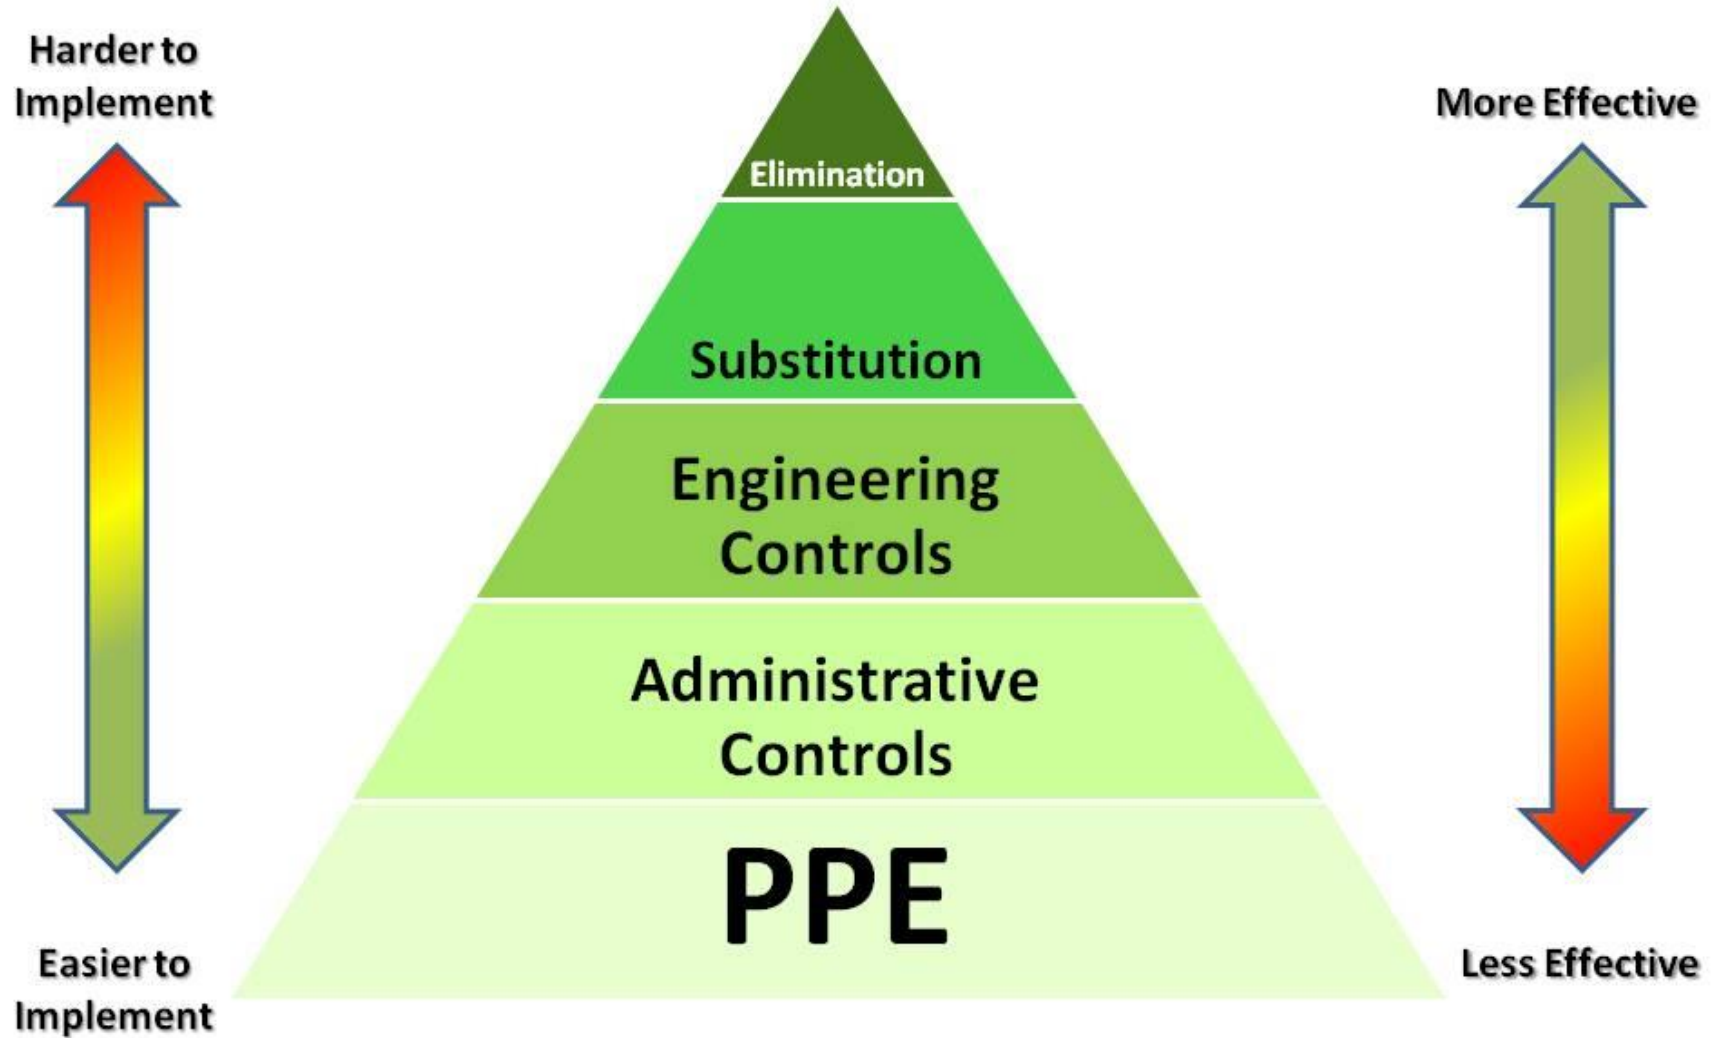 Harder to
Implement
More Effective
Elimination
Substitution
Engineering
Controls
Administrative
Controls
PPE
Easier to
Implement
Less Effective